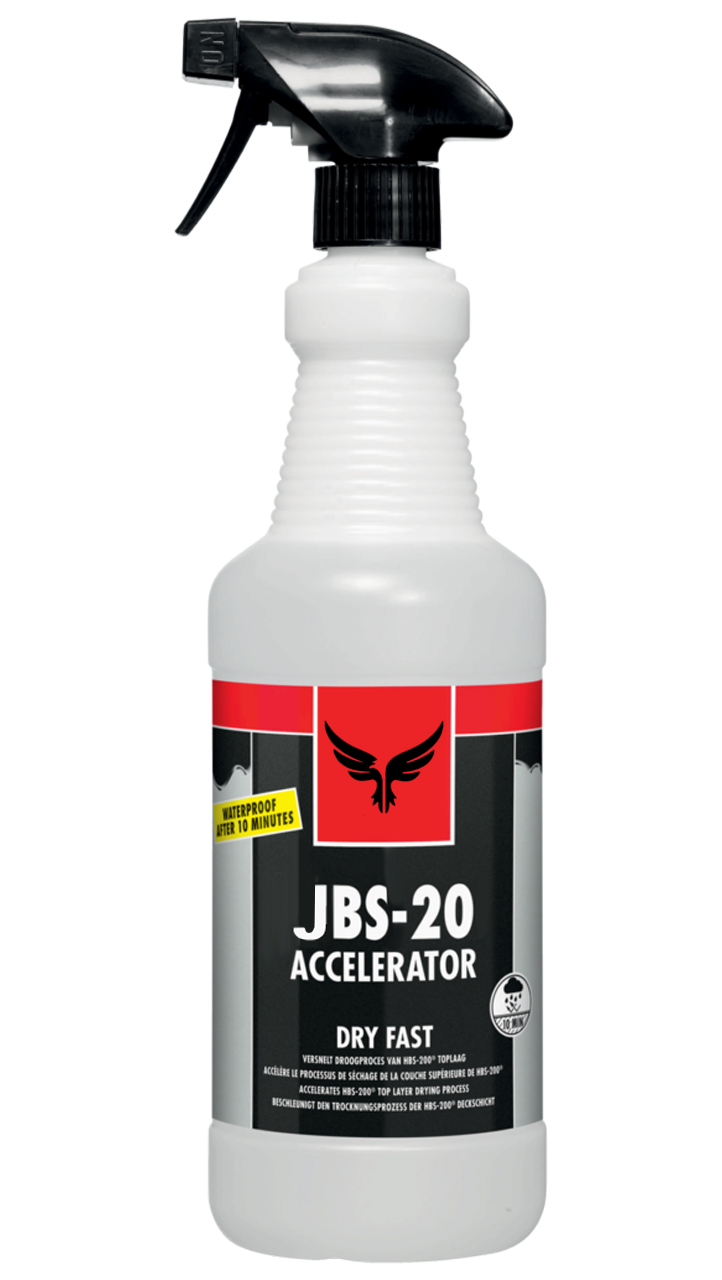 ON
WATERPROOF
AFTER 10 MINUTES
JBS-20
ACCELERATOR
10 MIN
DRY FAST
VERSNELT DROOGPROCES VAN HBS-200® TOPLAAG
ACCÉLÈRE LE PROCESSUS DE SÉCHAGE DE LA COUCHE SUPÉRIEURE DE HBS-200®
ACCELERATES HBS-200® TOP LAYER DRYING PROCESS
BESCHLEUNIGT DEN TROCKNUNGSPROZESS DER HBS-200® DECKSCHICHT